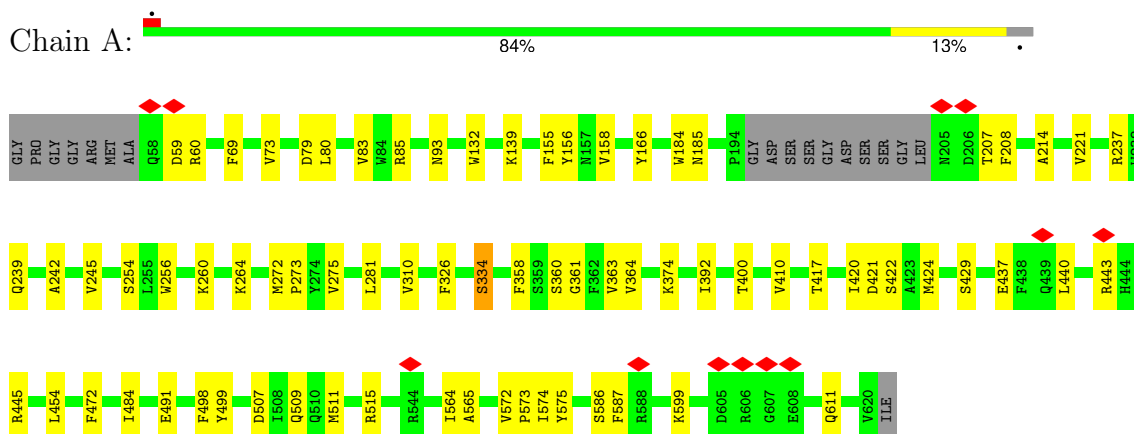 Chain A:
84% 13%
GLY PRO GLY GLY ARG MET ALA Q58 D59 R60 F69 V73 D79 L80 V83 W84 R85 N93 W132 K139 F155 Y156 N157 V158 Y166 W184 N185 P194 GLY ASP SER SER GLY ASP SER SER GLY LEU N205 D206 T207 F208 A214 V221 R237
Q239 A242 V245 S254 L255 W256 K260 K264 M272 P273 Y274 V275 L281 V310 F326 S334 F358 S359 S360 G361 F362 V363 V364 K374 I392 T400 V410 T417 I420 D421 S422 A423 M424 S429 E437 F438 Q439 L440 R443 H444
R445 L454 F472 I484 E491 F498 Y499 D507 I508 Q509 Q510 M511 R515 R544 I564 A565 V572 P573 I574 Y575 S586 F587 R588 K599 D605 R606 G607 E608 Q611 V620 ILE